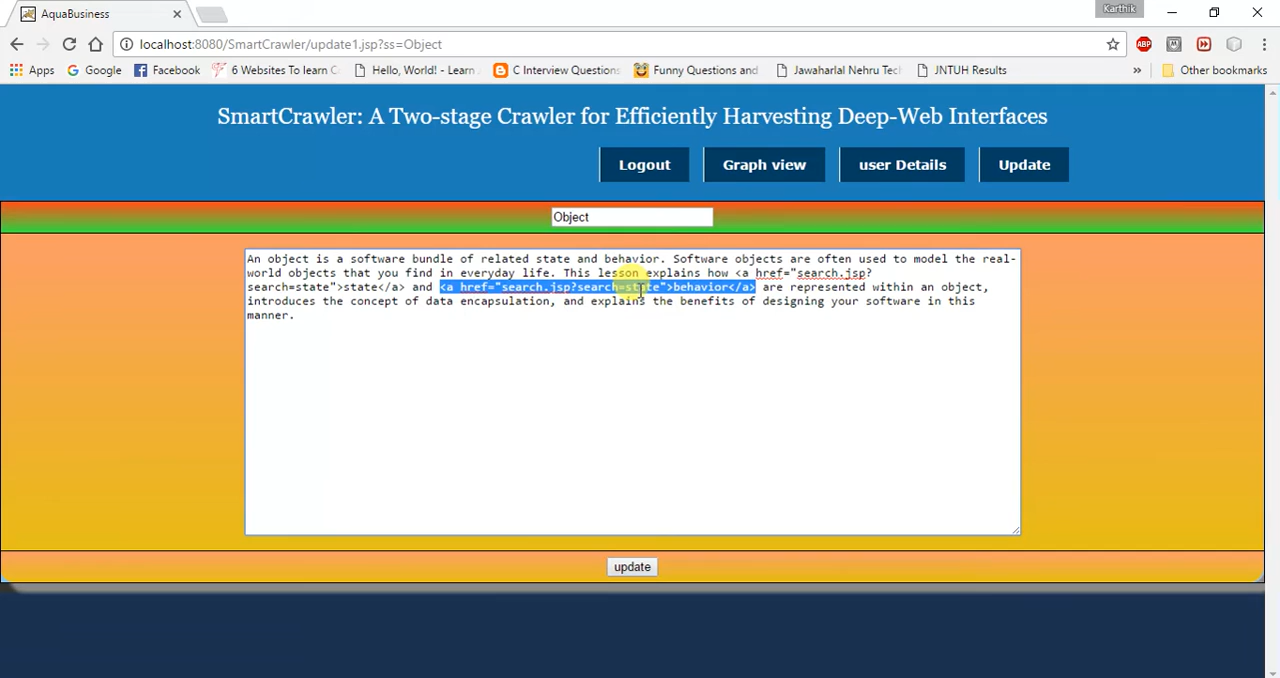 AquaBusiness
Karthik
localhost:8080/SmartCrawler/update1.jsp?ss=Object
ABP
Apps Google Facebook 6 Websites To learn C Hello, World! - Learn C Interview Questions Funny Questions and Jawaharlal Nehru Tech JNTUH Results » Other bookmarks
SmartCrawler: A Two-stage Crawler for Efficiently Harvesting Deep-Web Interfaces
Logout Graph view user Details Update
Object
An object is a software bundle of related state and behavior. Software objects are often used to model the real-
world objects that you find in everyday life. This lesson explains how <a href="search.jsp?
search=state">state</a> and <a href="search.jsp?search=state">behavior</a> are represented within an object,
introduces the concept of data encapsulation, and explains the benefits of designing your software in this
manner.
update